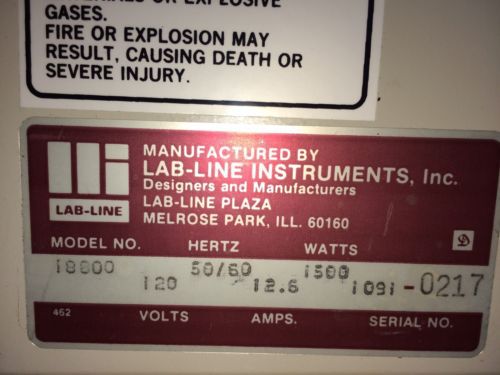 GASES.
FIRE OR EXPLOSION MAY
RESULT, CAUSING DEATH OR
SEVERE INJURY.
MANUFACTURED BY
LAB-LINE INSTRUMENTS, Inc.
Designers and Manufacturers
LAB-LINE PLAZA
MELROSE PARK, ILL. 60160
LAB-LINE
MODEL NO. HERTZ WATTS
50/60 1500
120 12.6 1091-0217
462 VOLTS AMPS. SERIAL NO.